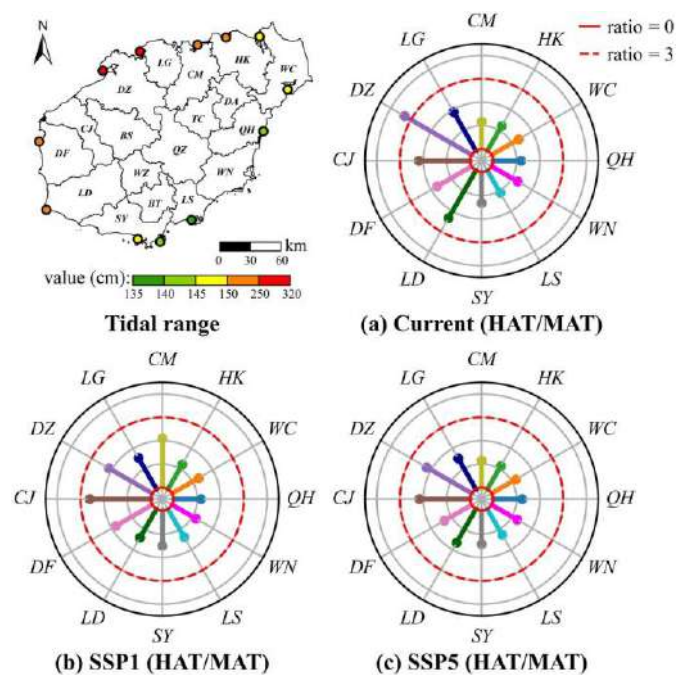 N
LG
CM
HK
WC
DZ
DA
TC
QH
CJ
BS
DF
QZ
WN
WZ
LD
LS
BT
SY
km
0 30 60
value (cm):
135 140 145 150 250 320
Tidal range
CM
LG
HK
DZ
WC
CJ
QH
DF
WN
LD
LS
SY
ratio = 0
ratio = 3
(a) Current (HAT/MAT)
CM
LG
HK
DZ
WC
CJ
QH
DF
WN
LD
LS
SY
(b) SSP1 (HAT/MAT)
CM
LG
HK
DZ
WC
CJ
QH
DF
WN
LD
LS
SY
(c) SSP5 (HAT/MAT)